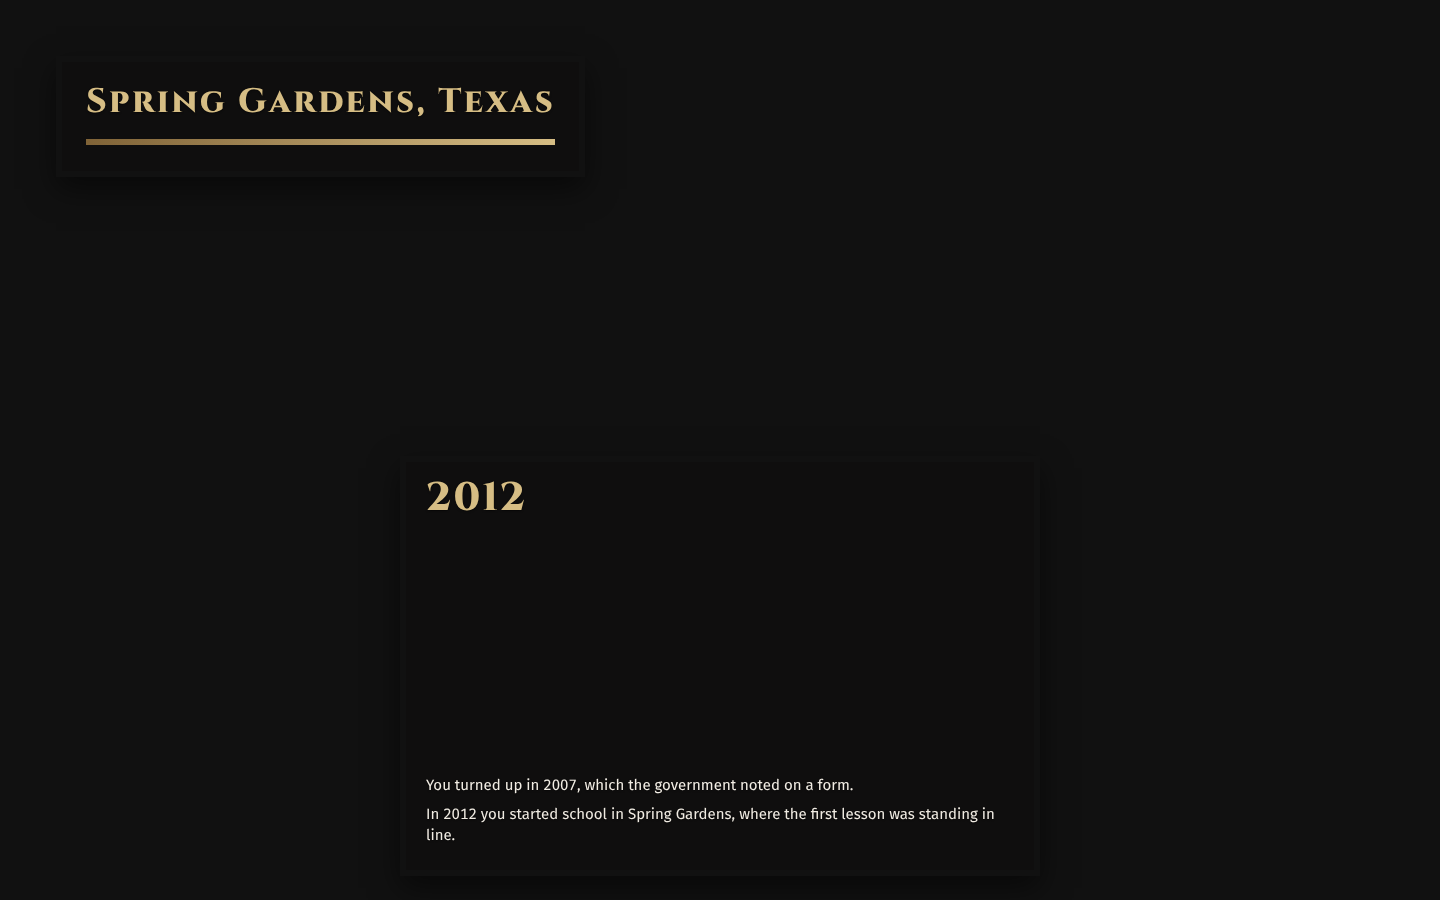 Spring Gardens, Texas
2012
You turned up in 2007, which the government noted on a form.
In 2012 you started school in Spring Gardens, where the first lesson was standing in
line.